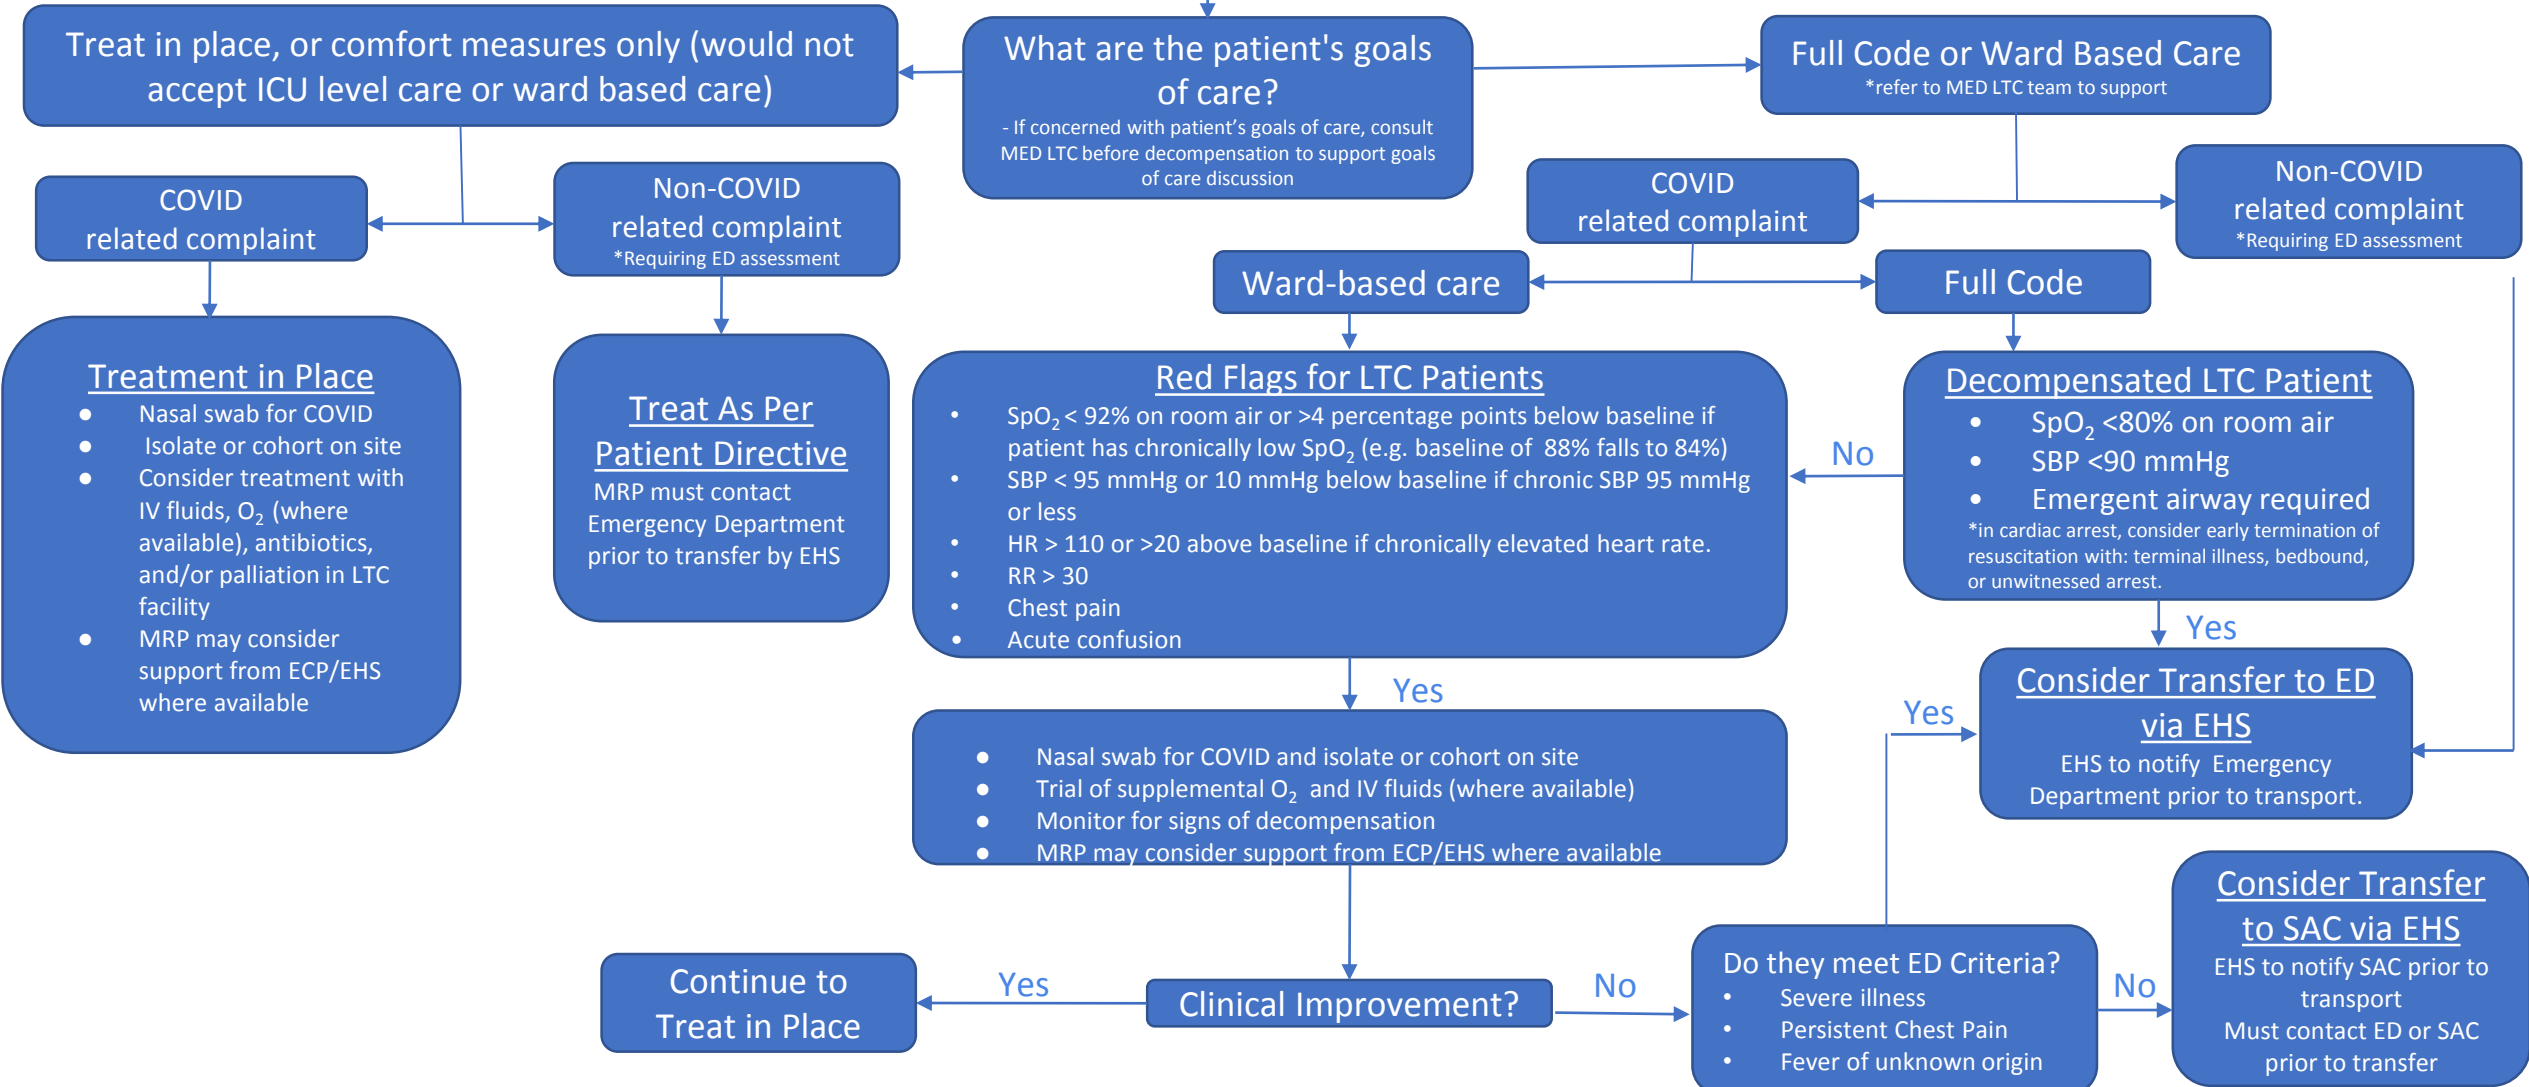 Treat in place, or comfort measures only (would not
accept ICU level care or ward based care)
What are the patient's goals
of care?
- If concerned with patient’s goals of care, consult
MED LTC before decompensation to support goals
of care discussion
Full Code or Ward Based Care
*refer to MED LTC team to support
COVID
related complaint
Non-COVID
related complaint
*Requiring ED assessment
COVID
related complaint
Non-COVID
related complaint
*Requiring ED assessment
Ward-based care
Full Code
Treatment in Place
● Nasal swab for COVID
● Isolate or cohort on site
● Consider treatment with
IV fluids, O₂ (where
available), antibiotics,
and/or palliation in LTC
facility
● MRP may consider
support from ECP/EHS
where available
Treat As Per
Patient Directive
MRP must contact
Emergency Department
prior to transfer by EHS
Red Flags for LTC Patients
• SpO₂ < 92% on room air or >4 percentage points below baseline if
patient has chronically low SpO₂ (e.g. baseline of 88% falls to 84%)
• SBP < 95 mmHg or 10 mmHg below baseline if chronic SBP 95 mmHg
or less
• HR > 110 or >20 above baseline if chronically elevated heart rate.
• RR > 30
• Chest pain
• Acute confusion
No
Decompensated LTC Patient
• SpO₂ <80% on room air
• SBP <90 mmHg
• Emergent airway required
*in cardiac arrest, consider early termination of
resuscitation with: terminal illness, bedbound,
or unwitnessed arrest.
Yes
Yes
● Nasal swab for COVID and isolate or cohort on site
● Trial of supplemental O₂ and IV fluids (where available)
● Monitor for signs of decompensation
● MRP may consider support from ECP/EHS where available
Yes
Consider Transfer to ED
via EHS
EHS to notify Emergency
Department prior to transport.
Continue to
Treat in Place
Yes
Clinical Improvement?
No
Do they meet ED Criteria?
• Severe illness
• Persistent Chest Pain
• Fever of unknown origin
No
Consider Transfer
to SAC via EHS
EHS to notify SAC prior to
transport
Must contact ED or SAC
prior to transfer